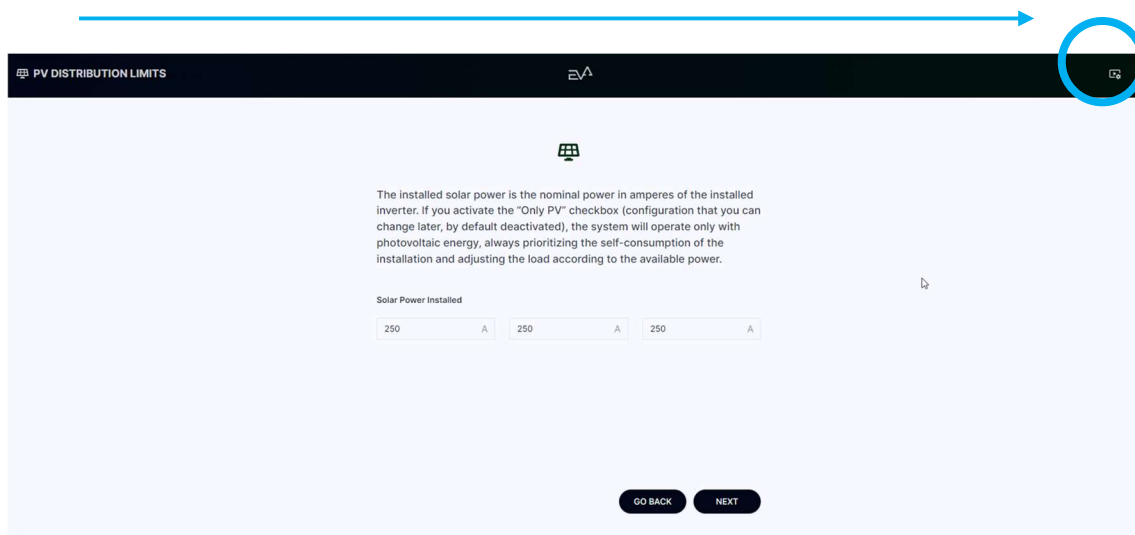 PV DISTRIBUTION LIMITS
EVA
The installed solar power is the nominal power in amperes of the installed
inverter. If you activate the “Only PV” checkbox (configuration that you can
change later, by default deactivated), the system will operate only with
photovoltaic energy, always prioritizing the self-consumption of the
installation and adjusting the load according to the available power.
Solar Power Installed
250 A 250 A 250 A
GO BACK NEXT